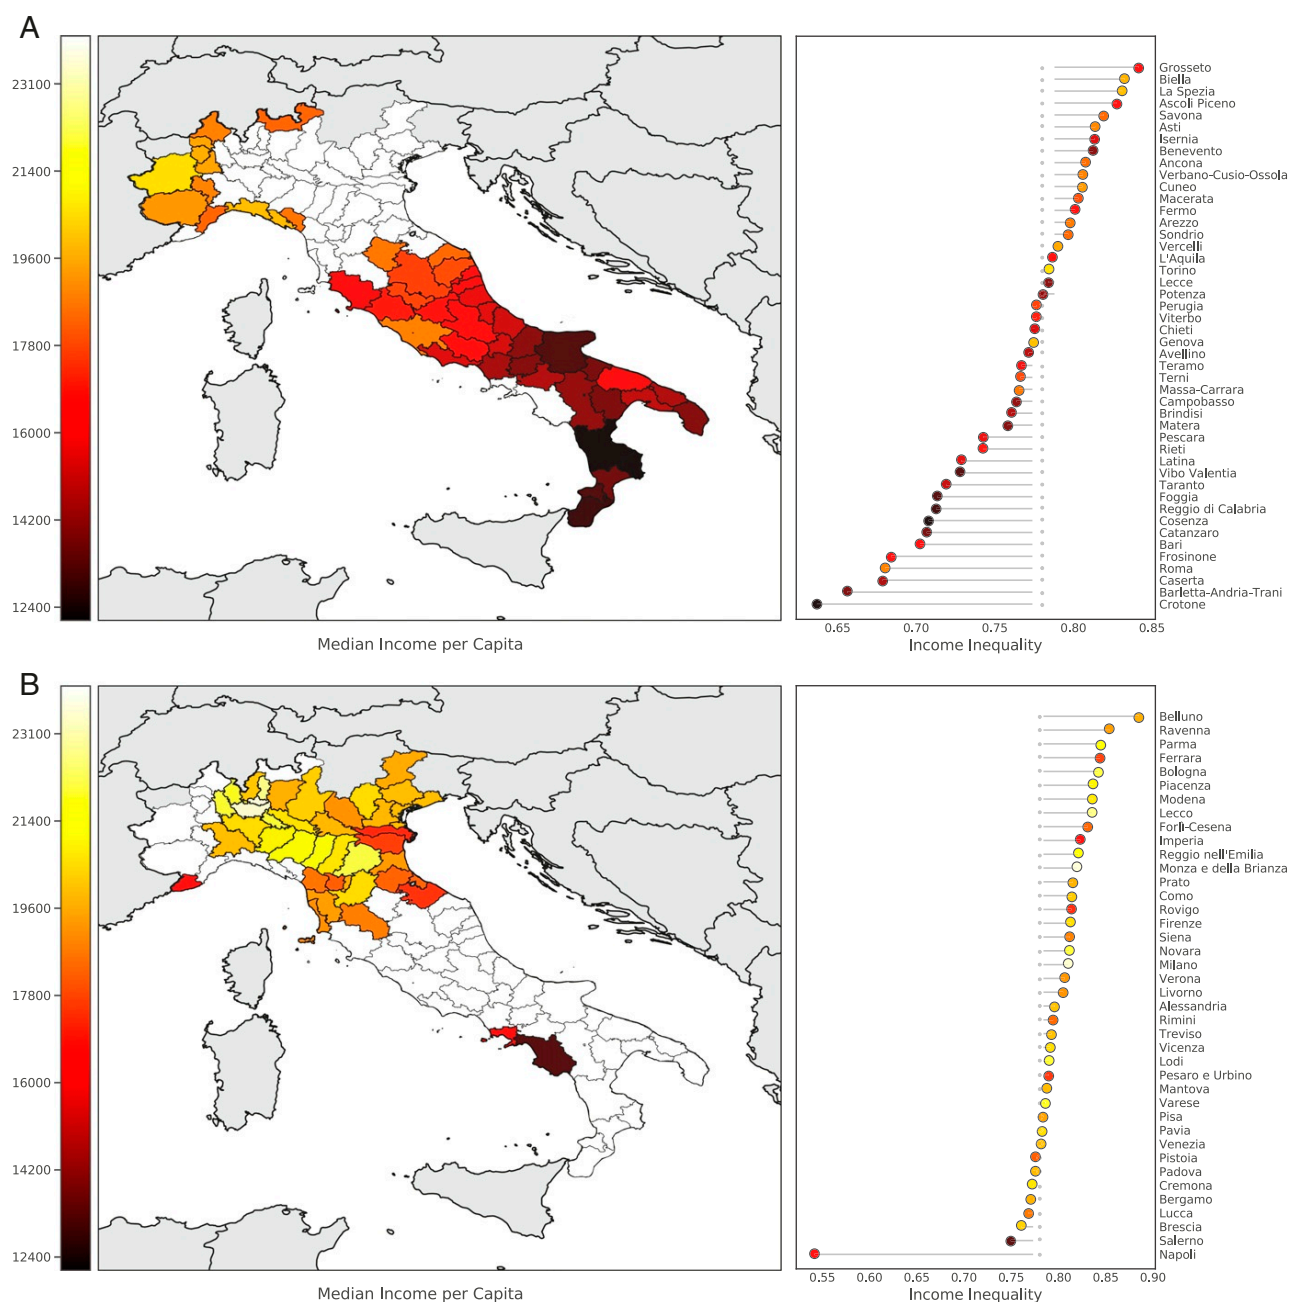 A
23100
21400
19600
17800
16000
14200
12400
Median Income per Capita
Grosseto
Biella
La Spezia
Ascoli Piceno
Savona
Asti
Isernia
Benevento
Ancona
Verbano-Cusio-Ossola
Cuneo
Macerata
Fermo
Arezzo
Sondrio
Vercelli
L'Aquila
Torino
Lecce
Potenza
Perugia
Viterbo
Chieti
Genova
Avellino
Teramo
Terni
Massa-Carrara
Campobasso
Brindisi
Matera
Pescara
Rieti
Latina
Vibo Valentia
Taranto
Foggia
Reggio di Calabria
Cosenza
Catanzaro
Bari
Frosinone
Roma
Caserta
Barletta-Andria-Trani
Crotone
0.65 0.70 0.75 0.80 0.85
Income Inequality
B
23100
21400
19600
17800
16000
14200
12400
Median Income per Capita
Belluno
Ravenna
Parma
Ferrara
Bologna
Piacenza
Modena
Lecco
Forlì-Cesena
Imperia
Reggio nell'Emilia
Monza e della Brianza
Prato
Como
Rovigo
Firenze
Siena
Novara
Milano
Verona
Livorno
Alessandria
Rimini
Treviso
Vicenza
Lodi
Pesaro e Urbino
Mantova
Varese
Pisa
Pavia
Venezia
Pistoia
Padova
Cremona
Bergamo
Lucca
Brescia
Salerno
Napoli
0.55 0.60 0.65 0.70 0.75 0.80 0.85 0.90
Income Inequality